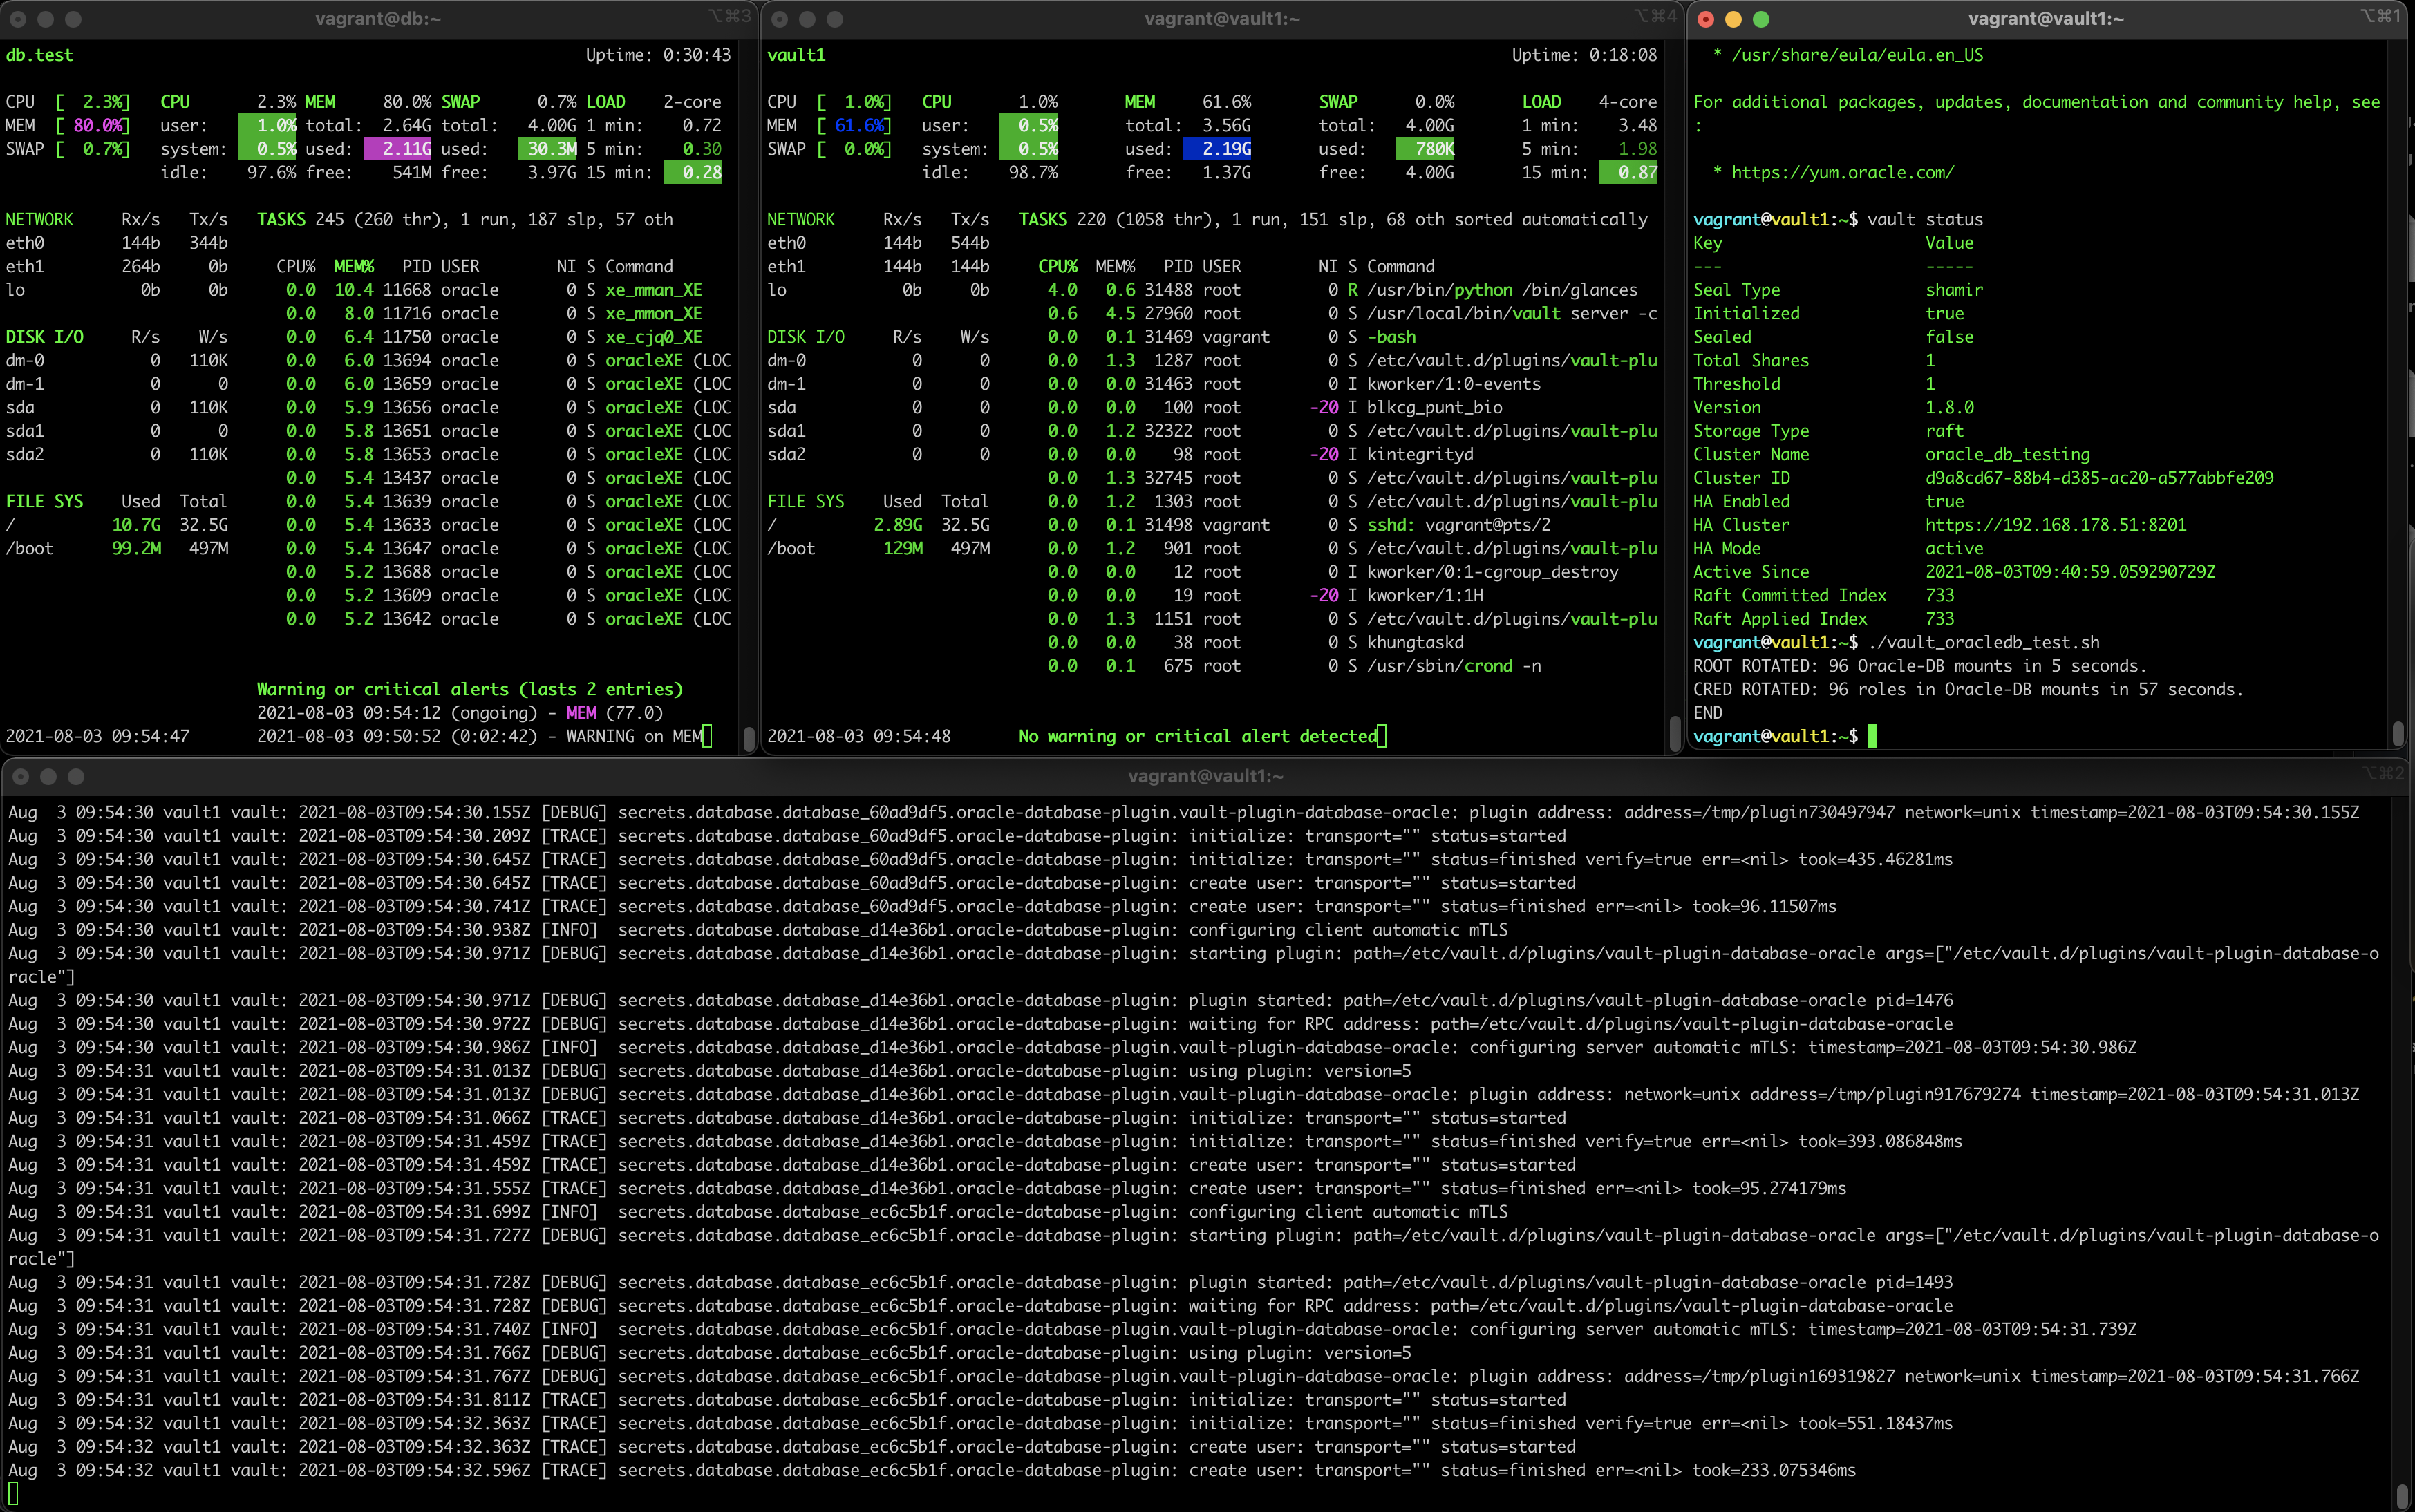 vagrant@db:~ ⌥⌘3
db.test Uptime: 0:30:43
CPU [ 2.3%] CPU 2.3% MEM 80.0% SWAP 0.7% LOAD 2-core
MEM [ 80.0%] user: 1.0% total: 2.64G total: 4.00G 1 min: 0.72
SWAP [ 0.7%] system: 0.5% used: 2.11G used: 30.3M 5 min: 0.30
idle: 97.6% free: 541M free: 3.97G 15 min: 0.28
NETWORK Rx/s Tx/s TASKS 245 (260 thr), 1 run, 187 slp, 57 oth
eth0 144b 344b
eth1 264b 0b CPU% MEM% PID USER NI S Command
lo 0b 0b 0.0 10.4 11668 oracle 0 S xe_mman_XE
0.0 8.0 11716 oracle 0 S xe_mmon_XE
DISK I/O R/s W/s 0.0 6.4 11750 oracle 0 S xe_cjq0_XE
dm-0 0 110K 0.0 6.0 13694 oracle 0 S oracleXE (LOC
dm-1 0 0 0.0 6.0 13659 oracle 0 S oracleXE (LOC
sda 0 110K 0.0 5.9 13656 oracle 0 S oracleXE (LOC
sda1 0 0 0.0 5.8 13651 oracle 0 S oracleXE (LOC
sda2 0 110K 0.0 5.8 13653 oracle 0 S oracleXE (LOC
0.0 5.4 13437 oracle 0 S oracleXE (LOC
FILE SYS Used Total 0.0 5.4 13639 oracle 0 S oracleXE (LOC
/ 10.7G 32.5G 0.0 5.4 13633 oracle 0 S oracleXE (LOC
/boot 99.2M 497M 0.0 5.4 13647 oracle 0 S oracleXE (LOC
0.0 5.2 13688 oracle 0 S oracleXE (LOC
0.0 5.2 13609 oracle 0 S oracleXE (LOC
0.0 5.2 13642 oracle 0 S oracleXE (LOC
Warning or critical alerts (lasts 2 entries)
2021-08-03 09:54:12 (ongoing) - MEM (77.0)
2021-08-03 09:54:47 2021-08-03 09:50:52 (0:02:42) - WARNING on MEM
vagrant@vault1:~ ⌥⌘4
vault1 Uptime: 0:18:08
CPU [ 1.0%] CPU 1.0% MEM 61.6% SWAP 0.0% LOAD 4-core
MEM [ 61.6%] user: 0.5% total: 3.56G total: 4.00G 1 min: 3.48
SWAP [ 0.0%] system: 0.5% used: 2.19G used: 780K 5 min: 1.98
idle: 98.7% free: 1.37G free: 4.00G 15 min: 0.87
NETWORK Rx/s Tx/s TASKS 220 (1058 thr), 1 run, 151 slp, 68 oth sorted automatically
eth0 144b 544b
eth1 144b 144b CPU% MEM% PID USER NI S Command
lo 0b 0b 4.0 0.6 31488 root 0 R /usr/bin/python /bin/glances
0.6 4.5 27960 root 0 S /usr/local/bin/vault server -c
DISK I/O R/s W/s 0.0 0.1 31469 vagrant 0 S -bash
dm-0 0 0 0.0 1.3 1287 root 0 S /etc/vault.d/plugins/vault-plu
dm-1 0 0 0.0 0.0 31463 root 0 I kworker/1:0-events
sda 0 0 0.0 0.0 100 root -20 I blkcg_punt_bio
sda1 0 0 0.0 1.2 32322 root 0 S /etc/vault.d/plugins/vault-plu
sda2 0 0 0.0 0.0 98 root -20 I kintegrityd
0.0 1.3 32745 root 0 S /etc/vault.d/plugins/vault-plu
FILE SYS Used Total 0.0 1.2 1303 root 0 S /etc/vault.d/plugins/vault-plu
/ 2.89G 32.5G 0.0 0.1 31498 vagrant 0 S sshd: vagrant@pts/2
/boot 129M 497M 0.0 1.2 901 root 0 S /etc/vault.d/plugins/vault-plu
0.0 0.0 12 root 0 I kworker/0:1-cgroup_destroy
0.0 0.0 19 root -20 I kworker/1:1H
0.0 1.3 1151 root 0 S /etc/vault.d/plugins/vault-plu
0.0 0.0 38 root 0 S khungtaskd
0.0 0.1 675 root 0 S /usr/sbin/crond -n
2021-08-03 09:54:48 No warning or critical alert detected
vagrant@vault1:~ ⌥⌘1
* /usr/share/eula/eula.en_US
For additional packages, updates, documentation and community help, see
:
* https://yum.oracle.com/
vagrant@vault1:~$ vault status
Key Value
--- -----
Seal Type shamir
Initialized true
Sealed false
Total Shares 1
Threshold 1
Version 1.8.0
Storage Type raft
Cluster Name oracle_db_testing
Cluster ID d9a8cd67-88b4-d385-ac20-a577abbfe209
HA Enabled true
HA Cluster https://192.168.178.51:8201
HA Mode active
Active Since 2021-08-03T09:40:59.059290729Z
Raft Committed Index 733
Raft Applied Index 733
vagrant@vault1:~$ ./vault_oracledb_test.sh
ROOT ROTATED: 96 Oracle-DB mounts in 5 seconds.
CRED ROTATED: 96 roles in Oracle-DB mounts in 57 seconds.
END
vagrant@vault1:~$
vagrant@vault1:~ ⌥⌘2
Aug 3 09:54:30 vault1 vault: 2021-08-03T09:54:30.155Z [DEBUG] secrets.database.database_60ad9df5.oracle-database-plugin.vault-plugin-database-oracle: plugin address: address=/tmp/plugin730497947 network=unix timestamp=2021-08-03T09:54:30.155Z
Aug 3 09:54:30 vault1 vault: 2021-08-03T09:54:30.209Z [TRACE] secrets.database.database_60ad9df5.oracle-database-plugin: initialize: transport="" status=started
Aug 3 09:54:30 vault1 vault: 2021-08-03T09:54:30.645Z [TRACE] secrets.database.database_60ad9df5.oracle-database-plugin: initialize: transport="" status=finished verify=true err=<nil> took=435.46281ms
Aug 3 09:54:30 vault1 vault: 2021-08-03T09:54:30.645Z [TRACE] secrets.database.database_60ad9df5.oracle-database-plugin: create user: transport="" status=started
Aug 3 09:54:30 vault1 vault: 2021-08-03T09:54:30.741Z [TRACE] secrets.database.database_60ad9df5.oracle-database-plugin: create user: transport="" status=finished err=<nil> took=96.11507ms
Aug 3 09:54:30 vault1 vault: 2021-08-03T09:54:30.938Z [INFO] secrets.database.database_d14e36b1.oracle-database-plugin: configuring client automatic mTLS
Aug 3 09:54:30 vault1 vault: 2021-08-03T09:54:30.971Z [DEBUG] secrets.database.database_d14e36b1.oracle-database-plugin: starting plugin: path=/etc/vault.d/plugins/vault-plugin-database-oracle args=["/etc/vault.d/plugins/vault-plugin-database-o
racle"]
Aug 3 09:54:30 vault1 vault: 2021-08-03T09:54:30.971Z [DEBUG] secrets.database.database_d14e36b1.oracle-database-plugin: plugin started: path=/etc/vault.d/plugins/vault-plugin-database-oracle pid=1476
Aug 3 09:54:30 vault1 vault: 2021-08-03T09:54:30.972Z [DEBUG] secrets.database.database_d14e36b1.oracle-database-plugin: waiting for RPC address: path=/etc/vault.d/plugins/vault-plugin-database-oracle
Aug 3 09:54:30 vault1 vault: 2021-08-03T09:54:30.986Z [INFO] secrets.database.database_d14e36b1.oracle-database-plugin.vault-plugin-database-oracle: configuring server automatic mTLS: timestamp=2021-08-03T09:54:30.986Z
Aug 3 09:54:31 vault1 vault: 2021-08-03T09:54:31.013Z [DEBUG] secrets.database.database_d14e36b1.oracle-database-plugin: using plugin: version=5
Aug 3 09:54:31 vault1 vault: 2021-08-03T09:54:31.013Z [DEBUG] secrets.database.database_d14e36b1.oracle-database-plugin.vault-plugin-database-oracle: plugin address: network=unix address=/tmp/plugin917679274 timestamp=2021-08-03T09:54:31.013Z
Aug 3 09:54:31 vault1 vault: 2021-08-03T09:54:31.066Z [TRACE] secrets.database.database_d14e36b1.oracle-database-plugin: initialize: transport="" status=started
Aug 3 09:54:31 vault1 vault: 2021-08-03T09:54:31.459Z [TRACE] secrets.database.database_d14e36b1.oracle-database-plugin: initialize: transport="" status=finished verify=true err=<nil> took=393.086848ms
Aug 3 09:54:31 vault1 vault: 2021-08-03T09:54:31.459Z [TRACE] secrets.database.database_d14e36b1.oracle-database-plugin: create user: transport="" status=started
Aug 3 09:54:31 vault1 vault: 2021-08-03T09:54:31.555Z [TRACE] secrets.database.database_d14e36b1.oracle-database-plugin: create user: transport="" status=finished err=<nil> took=95.274179ms
Aug 3 09:54:31 vault1 vault: 2021-08-03T09:54:31.699Z [INFO] secrets.database.database_ec6c5b1f.oracle-database-plugin: configuring client automatic mTLS
Aug 3 09:54:31 vault1 vault: 2021-08-03T09:54:31.727Z [DEBUG] secrets.database.database_ec6c5b1f.oracle-database-plugin: starting plugin: path=/etc/vault.d/plugins/vault-plugin-database-oracle args=["/etc/vault.d/plugins/vault-plugin-database-o
racle"]
Aug 3 09:54:31 vault1 vault: 2021-08-03T09:54:31.728Z [DEBUG] secrets.database.database_ec6c5b1f.oracle-database-plugin: plugin started: path=/etc/vault.d/plugins/vault-plugin-database-oracle pid=1493
Aug 3 09:54:31 vault1 vault: 2021-08-03T09:54:31.728Z [DEBUG] secrets.database.database_ec6c5b1f.oracle-database-plugin: waiting for RPC address: path=/etc/vault.d/plugins/vault-plugin-database-oracle
Aug 3 09:54:31 vault1 vault: 2021-08-03T09:54:31.740Z [INFO] secrets.database.database_ec6c5b1f.oracle-database-plugin.vault-plugin-database-oracle: configuring server automatic mTLS: timestamp=2021-08-03T09:54:31.739Z
Aug 3 09:54:31 vault1 vault: 2021-08-03T09:54:31.766Z [DEBUG] secrets.database.database_ec6c5b1f.oracle-database-plugin: using plugin: version=5
Aug 3 09:54:31 vault1 vault: 2021-08-03T09:54:31.767Z [DEBUG] secrets.database.database_ec6c5b1f.oracle-database-plugin.vault-plugin-database-oracle: plugin address: address=/tmp/plugin169319827 network=unix timestamp=2021-08-03T09:54:31.766Z
Aug 3 09:54:31 vault1 vault: 2021-08-03T09:54:31.811Z [TRACE] secrets.database.database_ec6c5b1f.oracle-database-plugin: initialize: transport="" status=started
Aug 3 09:54:32 vault1 vault: 2021-08-03T09:54:32.363Z [TRACE] secrets.database.database_ec6c5b1f.oracle-database-plugin: initialize: transport="" status=finished verify=true err=<nil> took=551.18437ms
Aug 3 09:54:32 vault1 vault: 2021-08-03T09:54:32.363Z [TRACE] secrets.database.database_ec6c5b1f.oracle-database-plugin: create user: transport="" status=started
Aug 3 09:54:32 vault1 vault: 2021-08-03T09:54:32.596Z [TRACE] secrets.database.database_ec6c5b1f.oracle-database-plugin: create user: transport="" status=finished err=<nil> took=233.075346ms